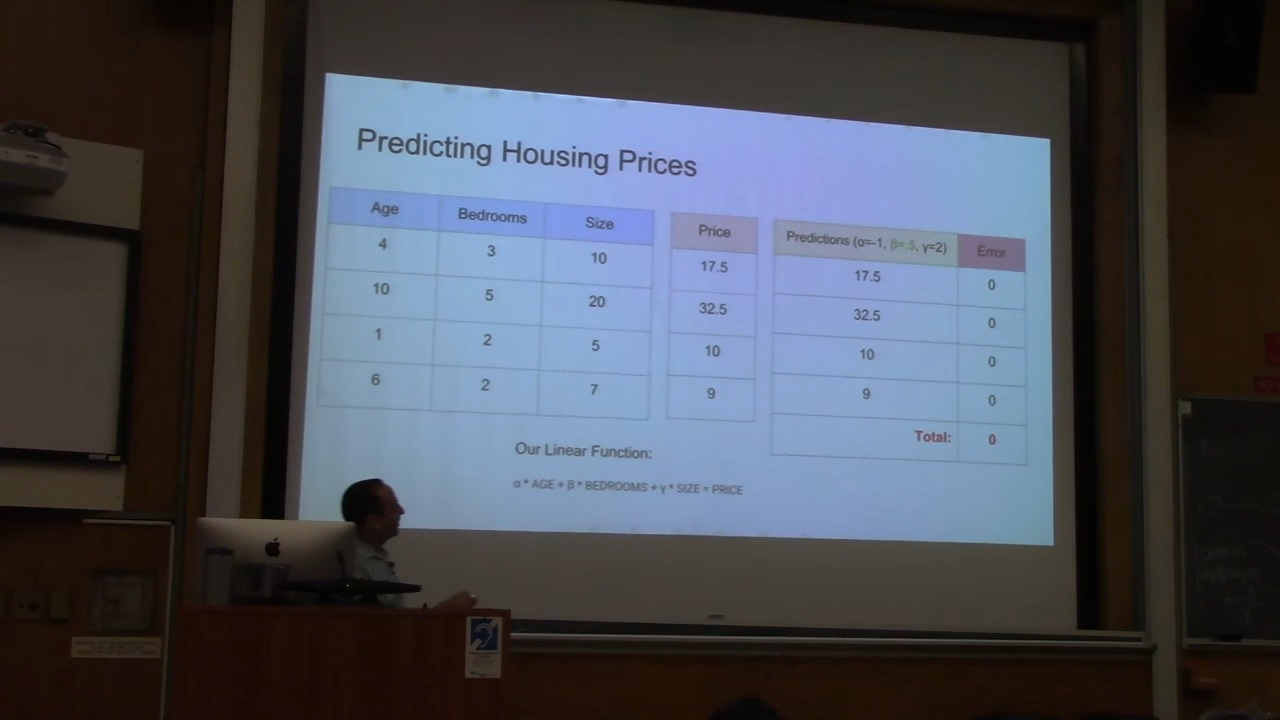 Predicting Housing Prices
Age Bedrooms Size Price Predictions (α=-1, β=.5, γ=2) Error
4 3 10 17.5 17.5 0
10 5 20 32.5 32.5 0
1 2 5 10 10 0
6 2 7 9 9 0
Total: 0
Our Linear Function:
α * AGE + β * BEDROOMS + γ * SIZE = PRICE